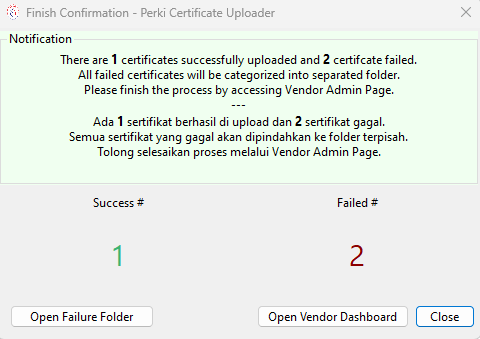 Finish Confirmation - Perki Certificate Uploader
Notification
There are 1 certificates successfully uploaded and 2 certifcate failed.
All failed certificates will be categorized into separated folder.
Please finish the process by accessing Vendor Admin Page.
---
Ada 1 sertifikat berhasil di upload dan 2 sertifikat gagal.
Semua sertifikat yang gagal akan dipindahkan ke folder terpisah.
Tolong selesaikan proses melalui Vendor Admin Page.
Success #
Failed #
1
2
Open Failure Folder
Open Vendor Dashboard
Close